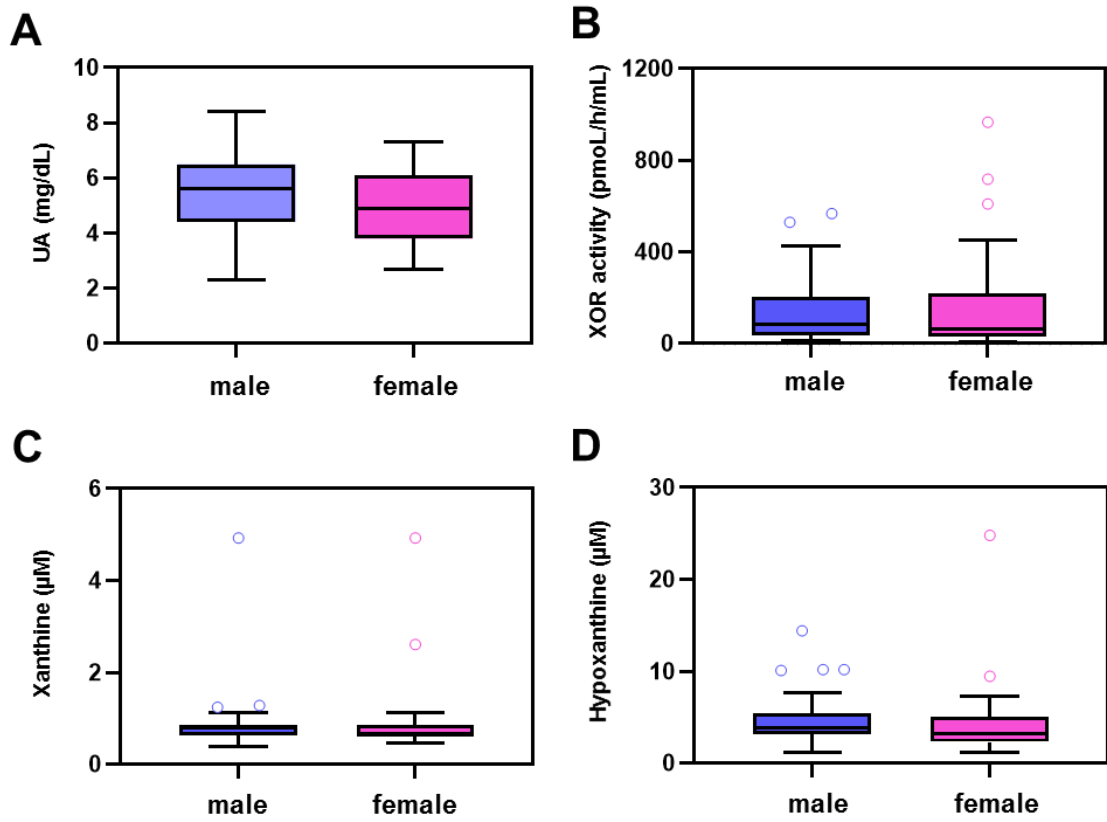 A
UA (mg/dL)
10
8
6
4
2
0
male female
B
XOR activity (pmoL/h/mL)
1200
800
400
0
male female
C
Xanthine (µM)
6
4
2
0
male female
D
Hypoxanthine (µM)
30
20
10
0
male female